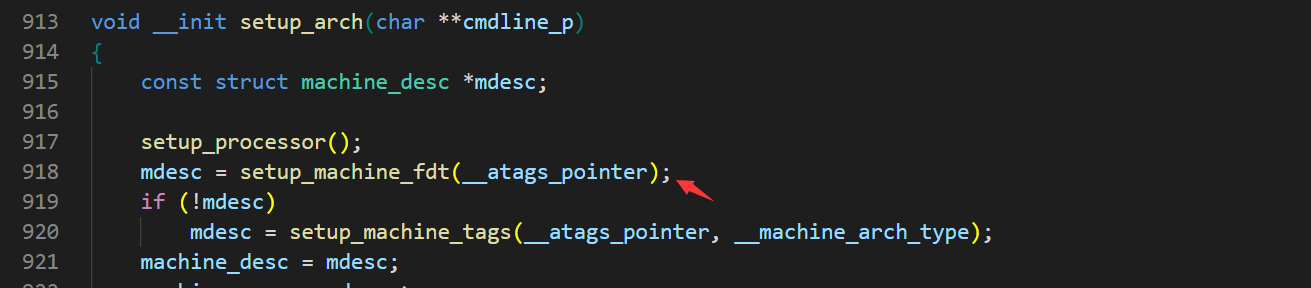 913 void __init setup_arch(char **cmdline_p)
914 {
915 const struct machine_desc *mdesc;
916
917 setup_processor();
918 mdesc = setup_machine_fdt(__atags_pointer);
919 if (!mdesc)
920 mdesc = setup_machine_tags(__atags_pointer, __machine_arch_type);
921 machine_desc = mdesc;